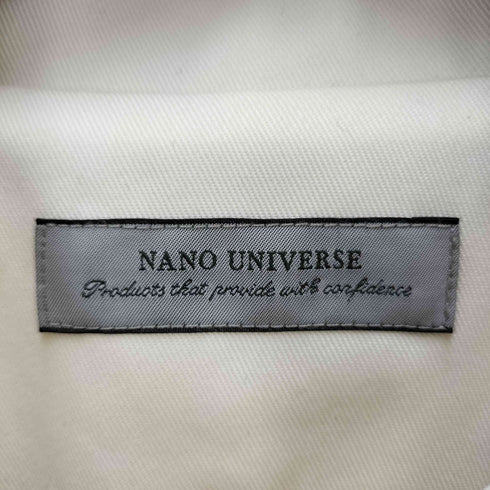 NANO UNIVERSE
Products that provide with confidence